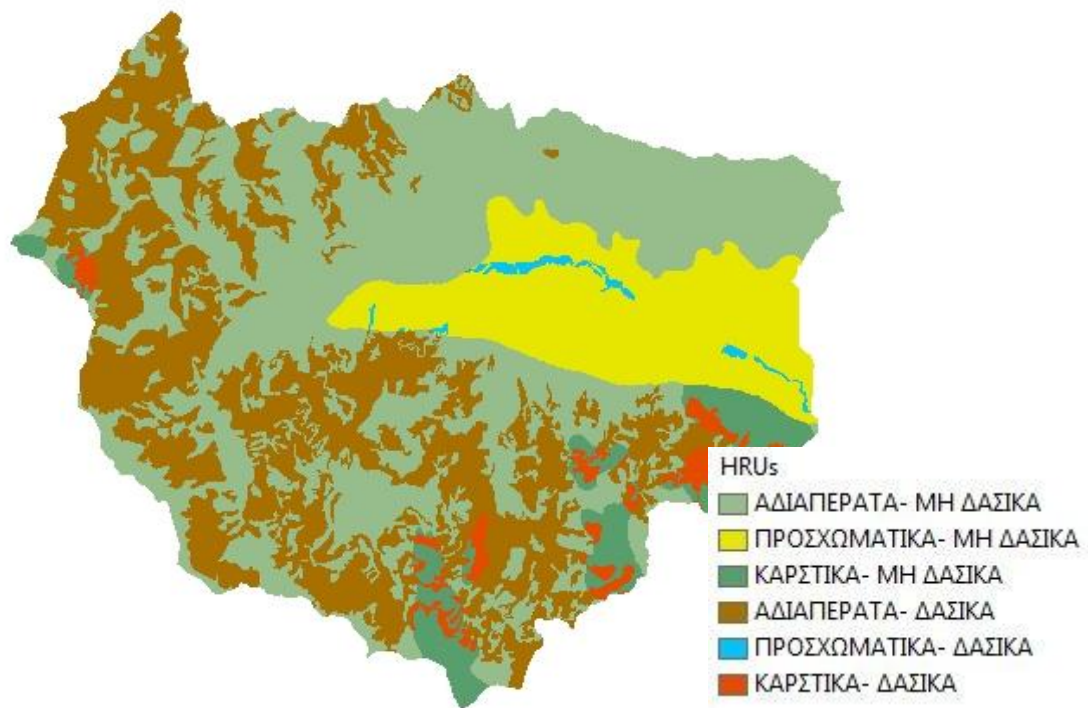 HRUs
ΑΔΙΑΠΕΡΑΤΑ- ΜΗ ΔΑΣΙΚΑ
ΠΡΟΣΧΩΜΑΤΙΚΑ- ΜΗ ΔΑΣΙΚΑ
ΚΑΡΣΤΙΚΑ- ΜΗ ΔΑΣΙΚΑ
ΑΔΙΑΠΕΡΑΤΑ- ΔΑΣΙΚΑ
ΠΡΟΣΧΩΜΑΤΙΚΑ- ΔΑΣΙΚΑ
ΚΑΡΣΤΙΚΑ- ΔΑΣΙΚΑ